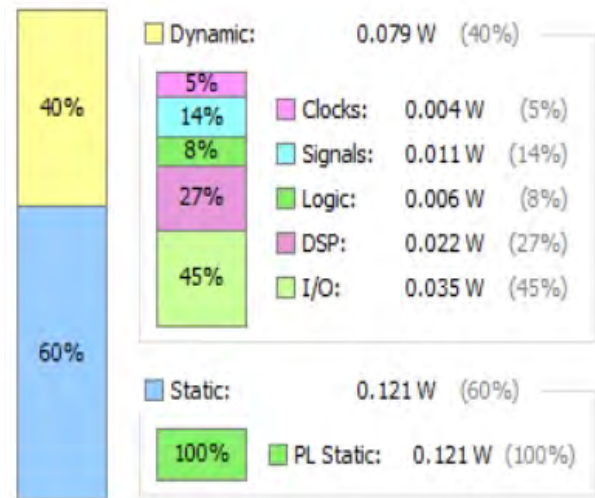 Dynamic: 0.079 W (40%)
40%
5%
14%
8%
27%
45%
Clocks: 0.004 W (5%)
Signals: 0.011 W (14%)
Logic: 0.006 W (8%)
DSP: 0.022 W (27%)
I/O: 0.035 W (45%)
60%
Static: 0.121 W (60%)
100% PL Static: 0.121 W (100%)